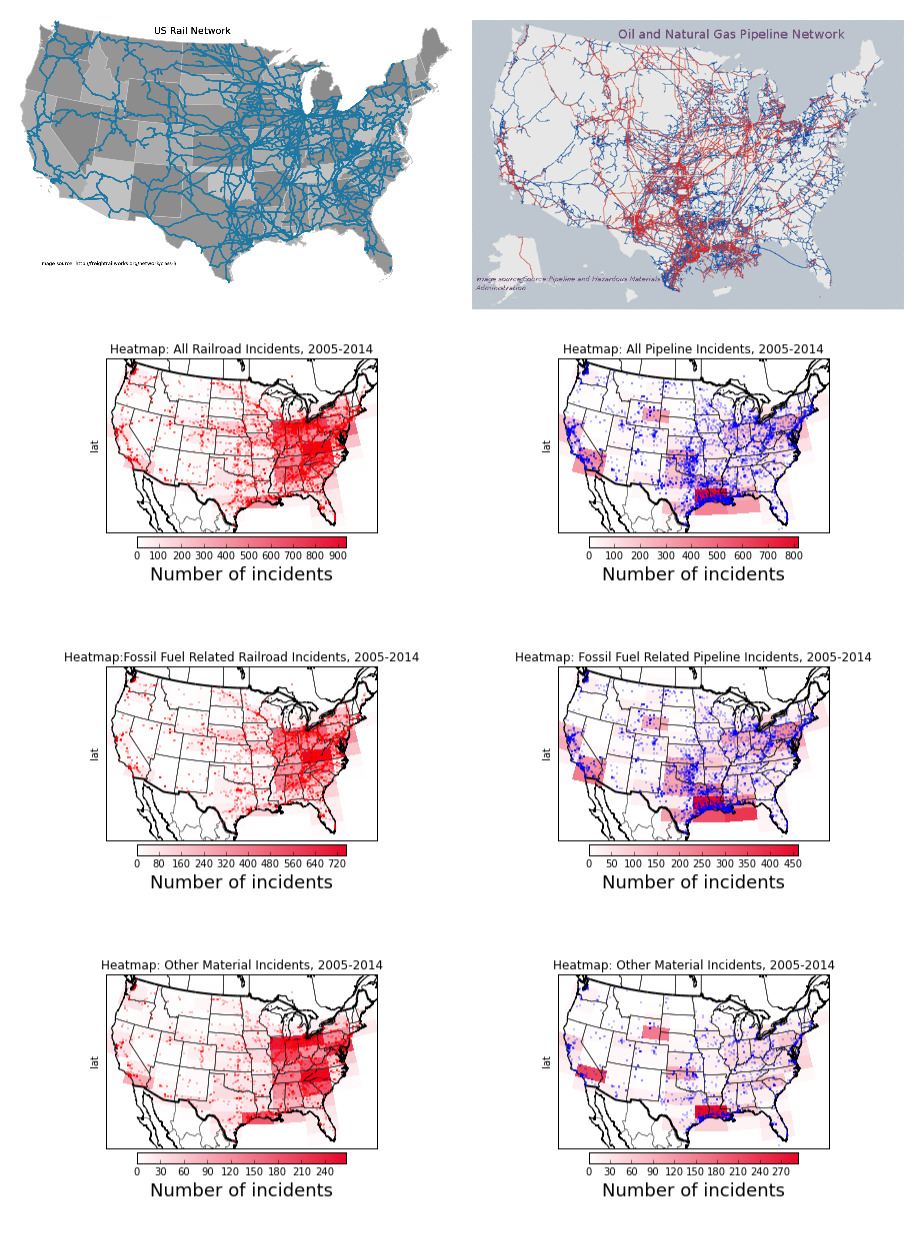 US Rail Network
Oil and Natural Gas Pipeline Network
image source: http://freightrailworks.org/network/class-i
image source:Source:Pipeline and Hazardous Materials
Administration
Heatmap: All Railroad Incidents, 2005-2014
Heatmap: All Pipeline Incidents, 2005-2014
lat
lat
0 100 200 300 400 500 600 700 800 900
0 100 200 300 400 500 600 700 800
Number of incidents
Number of incidents
Heatmap:Fossil Fuel Related Railroad Incidents, 2005-2014
Heatmap: Fossil Fuel Related Pipeline Incidents, 2005-2014
lat
lat
0 80 160 240 320 400 480 560 640 720
0 50 100 150 200 250 300 350 400 450
Number of incidents
Number of incidents
Heatmap: Other Material Incidents, 2005-2014
Heatmap: Other Material Incidents, 2005-2014
lat
lat
0 30 60 90 120 150 180 210 240
0 30 60 90 120 150 180 210 240 270
Number of incidents
Number of incidents